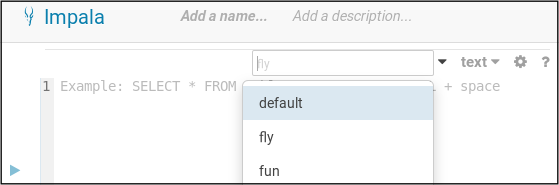 Impala Add a name... Add a description...
fly text ?
1 Example: SELECT * FROM + space
default
fly
fun